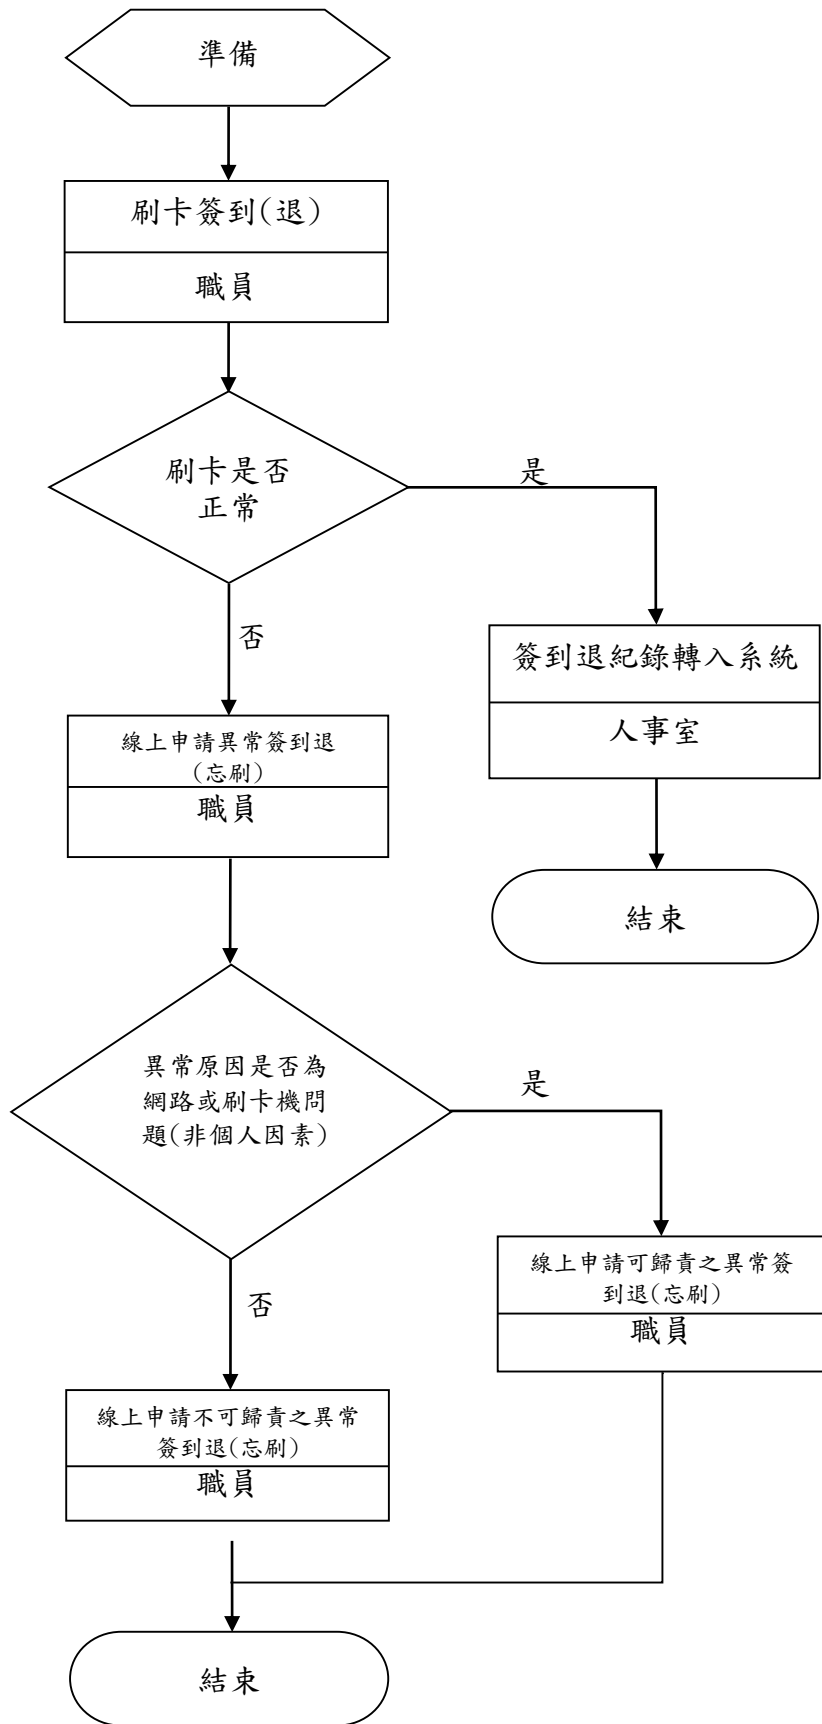 準備
刷卡簽到(退)
職員
刷卡是否
正常
是
否
簽到退紀錄轉入系統
人事室
線上申請異常簽到退
(忘刷)
職員
結束
異常原因是否為
網路或刷卡機問
題(非個人因素)
是
線上申請可歸責之異常簽
到退(忘刷)
職員
否
線上申請不可歸責之異常
簽到退(忘刷)
職員
結束